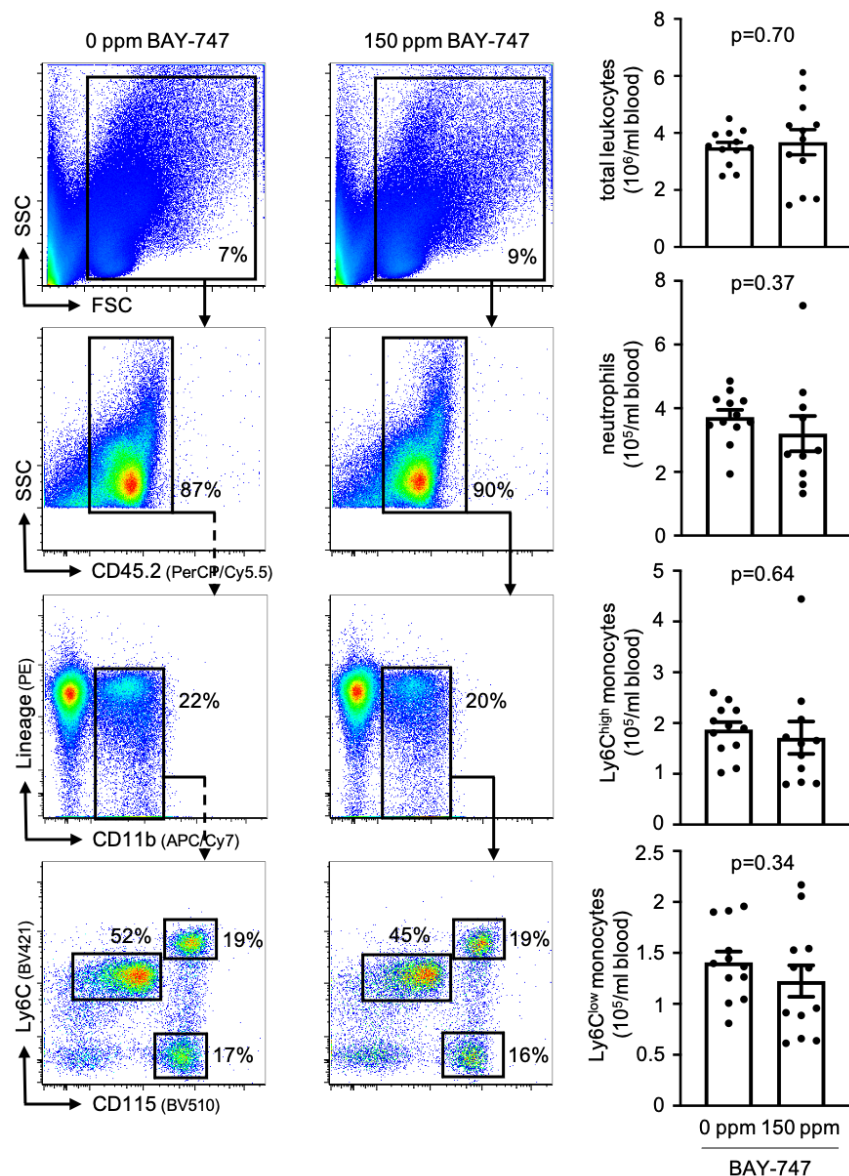 0 ppm BAY-747
150 ppm BAY-747
SSC
7%
9%
FSC
SSC
87%
90%
CD45.2 (PerCP/Cy5.5)
Lineage (PE)
22%
20%
CD11b (APC/Cy7)
Ly6C (BV421)
52%
19%
45%
19%
17%
16%
CD115 (BV510)
p=0.70
total leukocytes
(10⁶/ml blood)
8
6
4
2
0
p=0.37
neutrophils
(10⁵/ml blood)
8
6
4
2
0
p=0.64
Ly6Chigh monocytes
(10⁵/ml blood)
5
4
3
2
1
0
p=0.34
Ly6Clow monocytes
(10⁵/ml blood)
2.5
2
1.5
1
0.5
0
0 ppm 150 ppm
BAY-747